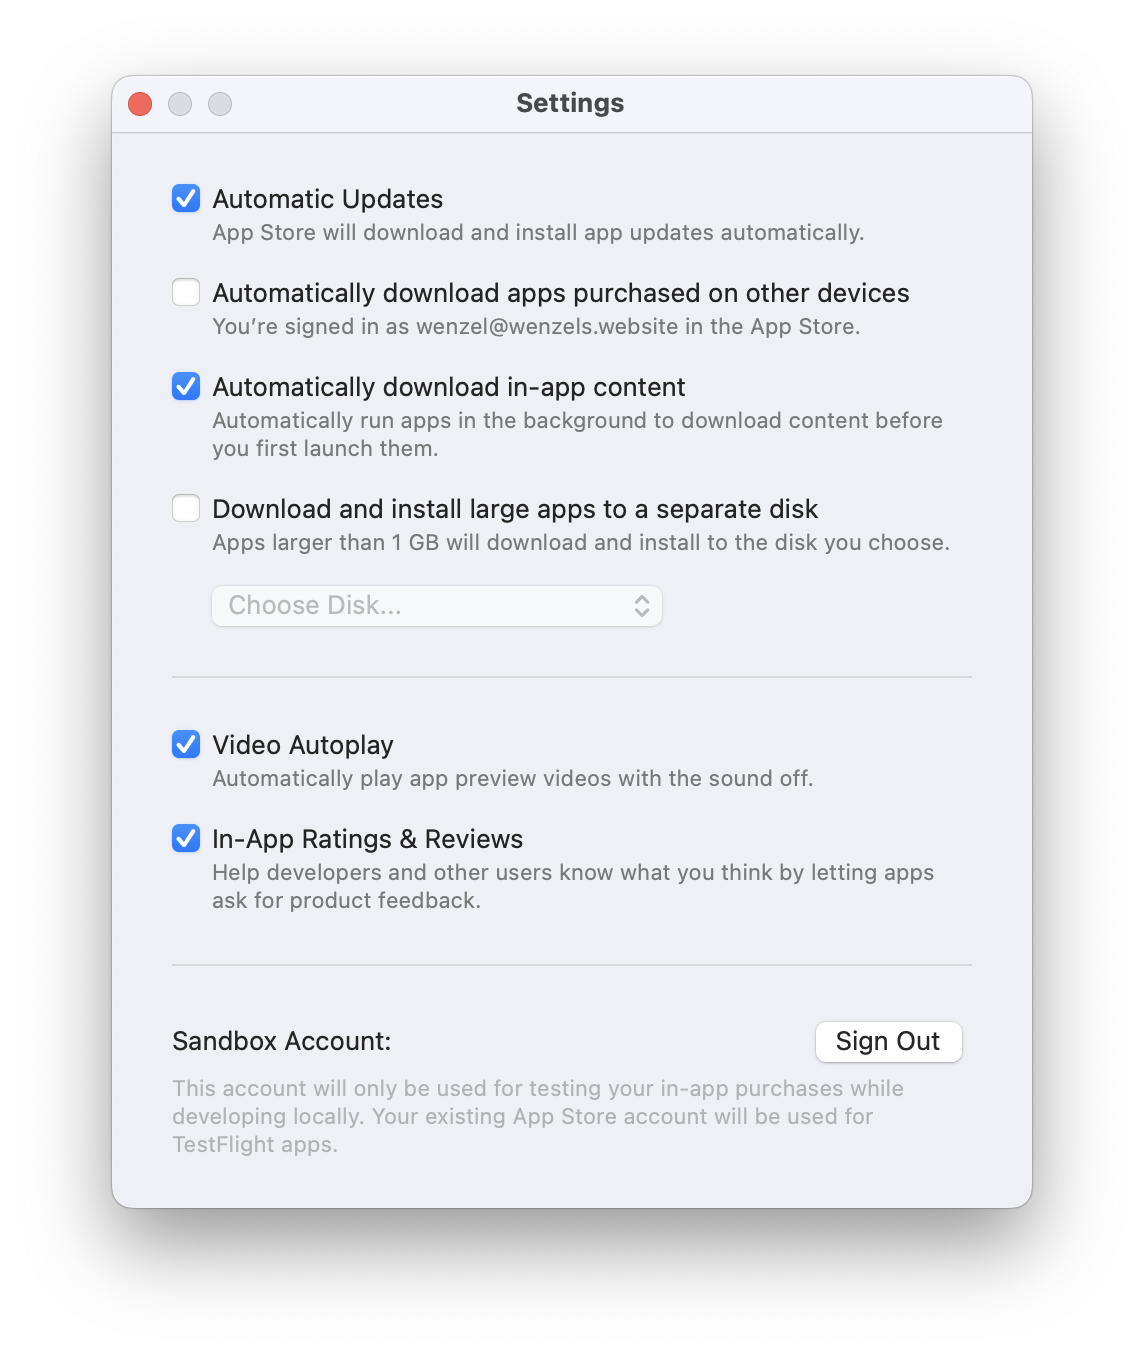 Settings
Automatic Updates
App Store will download and install app updates automatically.
Automatically download apps purchased on other devices
You’re signed in as wenzel@wenzels.website in the App Store.
Automatically download in-app content
Automatically run apps in the background to download content before
you first launch them.
Download and install large apps to a separate disk
Apps larger than 1 GB will download and install to the disk you choose.
Choose Disk...
Video Autoplay
Automatically play app preview videos with the sound off.
In-App Ratings & Reviews
Help developers and other users know what you think by letting apps
ask for product feedback.
Sandbox Account:
Sign Out
This account will only be used for testing your in-app purchases while
developing locally. Your existing App Store account will be used for
TestFlight apps.